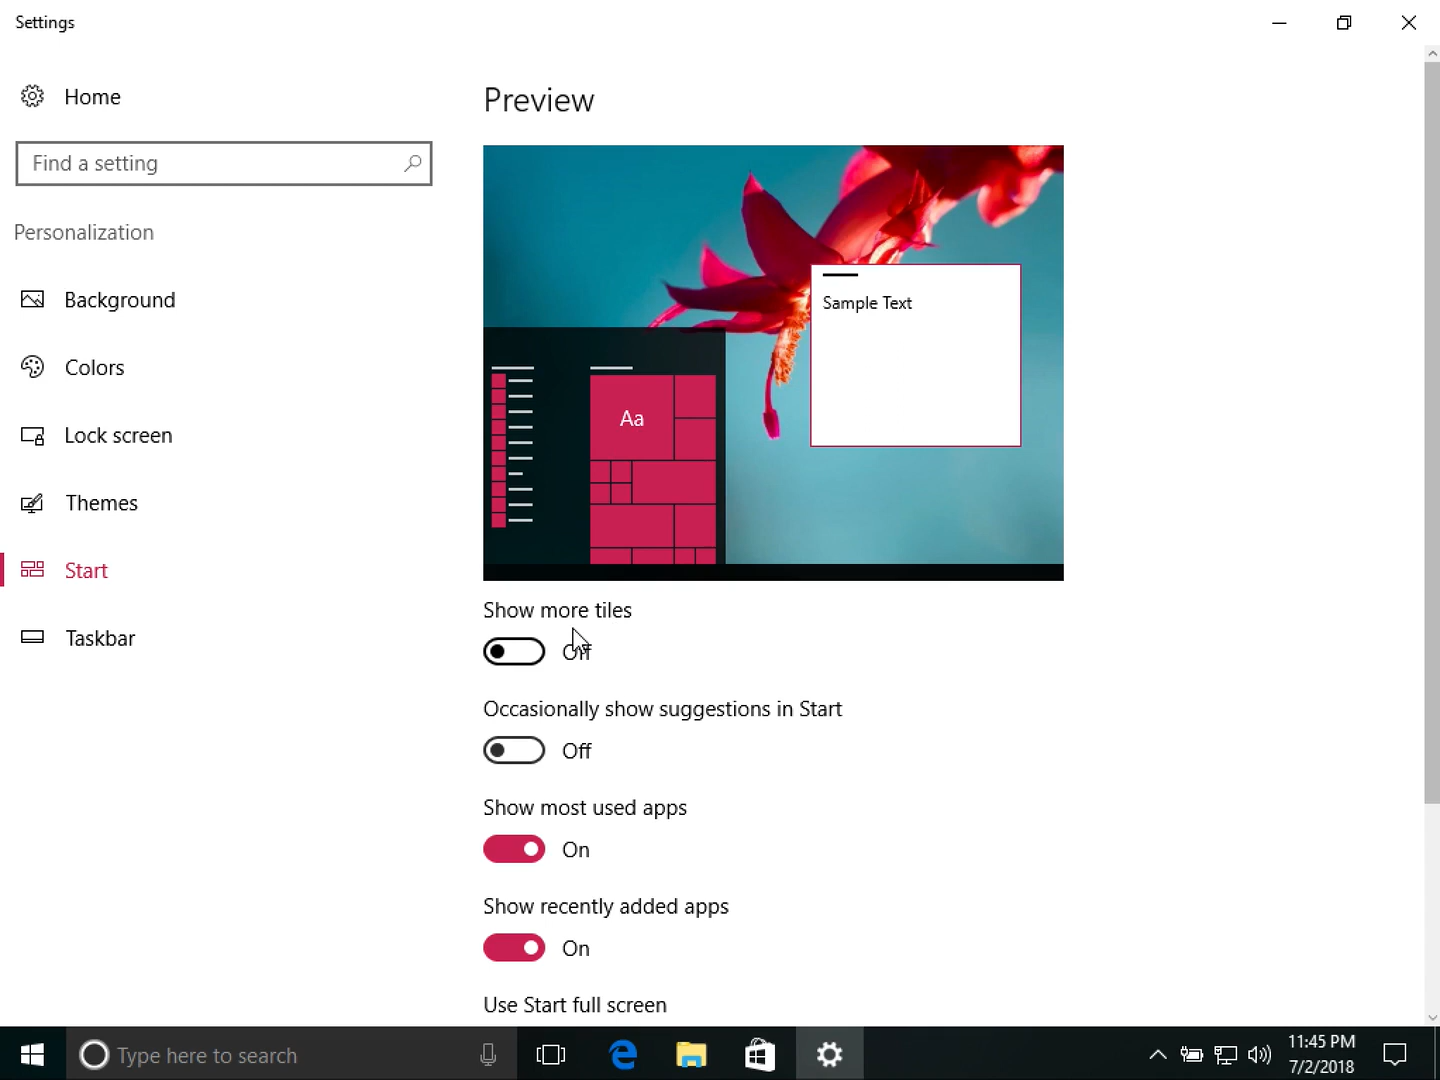 Settings
Home
Find a setting
Personalization
Background
Colors
Lock screen
Themes
Start
Taskbar
Preview
Sample Text
Aa
Show more tiles
Off
Occasionally show suggestions in Start
Off
Show most used apps
On
Show recently added apps
On
Use Start full screen
Type here to search
11:45 PM
7/2/2018